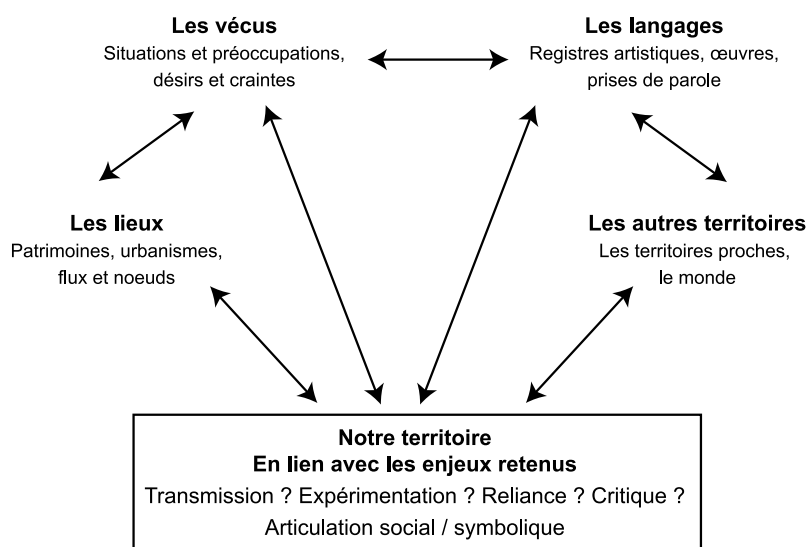 Les vécus
Situations et préoccupations,
désirs et craintes
Les langages
Registres artistiques, œuvres,
prises de parole
Les lieux
Patrimoines, urbanismes,
flux et noeuds
Les autres territoires
Les territoires proches,
le monde
Notre territoire
En lien avec les enjeux retenus
Transmission ? Expérimentation ? Reliance ? Critique ?
Articulation social / symbolique